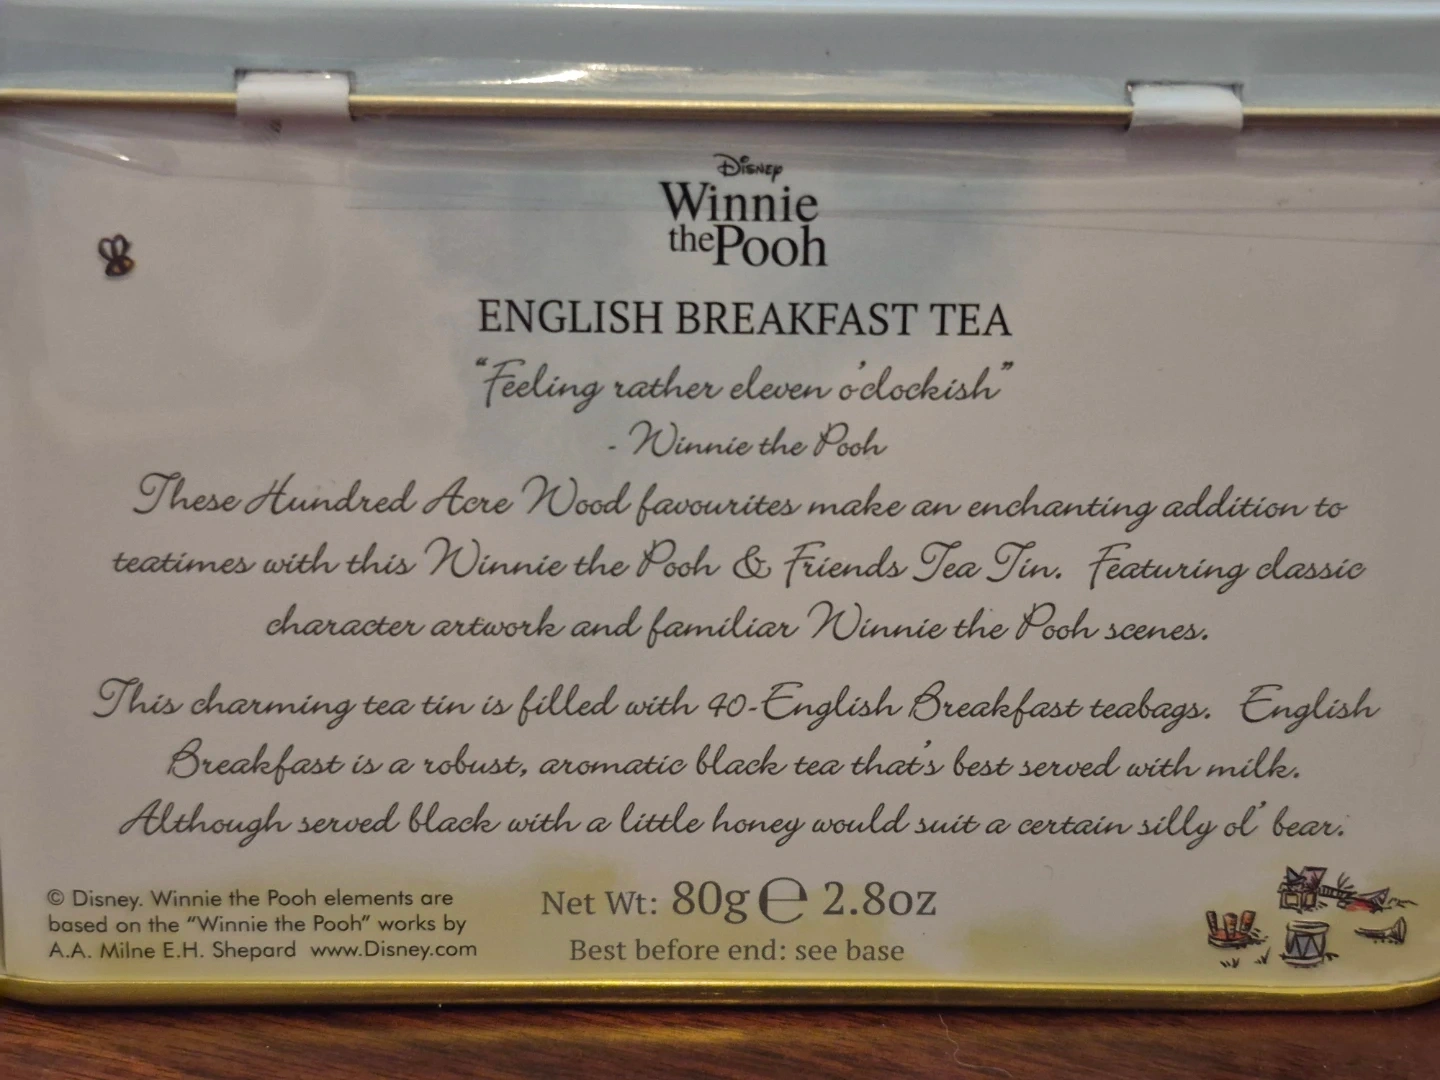 Disney
Winnie
the Pooh
ENGLISH BREAKFAST TEA
“Feeling rather eleven o'clockish”
- Winnie the Pooh
These Hundred Acre Wood favourites make an enchanting addition to
teatimes with this Winnie the Pooh & Friends Tea Tin. Featuring classic
character artwork and familiar Winnie the Pooh scenes.
This charming tea tin is filled with 40-English Breakfast teabags. English
Breakfast is a robust, aromatic black tea that's best served with milk.
Although served black with a little honey would suit a certain silly ol' bear.
© Disney. Winnie the Pooh elements are
based on the “Winnie the Pooh” works by
A.A. Milne E.H. Shepard www.Disney.com
Net Wt: 80g ℮ 2.8oz
Best before end: see base